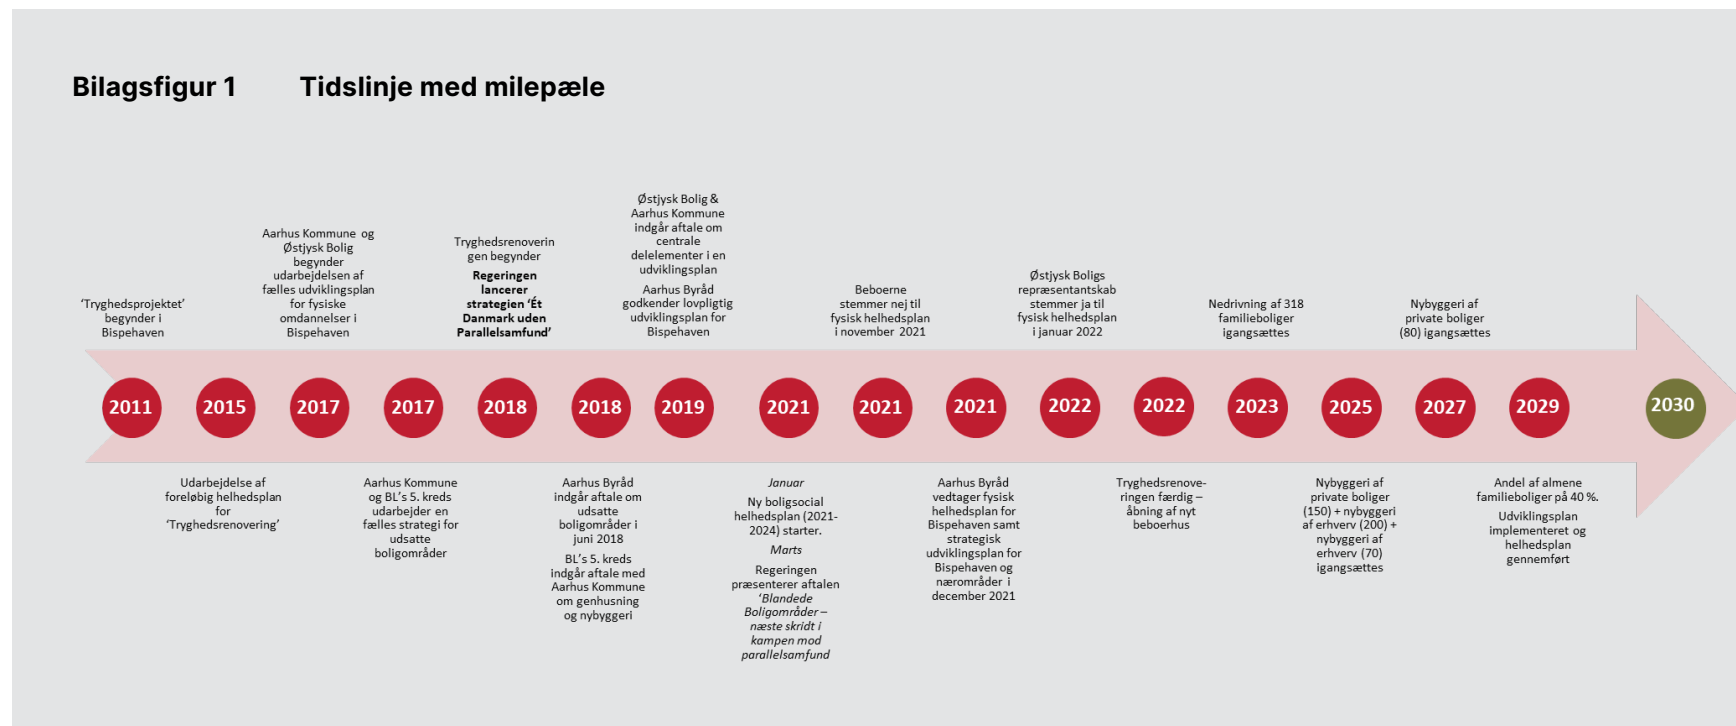 Bilagsfigur 1 Tidslinje med milepæle
‘Tryghedsprojektet’
begynder i
Bispehaven
Aarhus Kommune og
Østjysk Bolig
begynder
udarbejdelsen af
fælles udviklingsplan
for fysiske
omdannelser i
Bispehaven
Tryghedsrenoverin
gen begynder
Regeringen
lancerer
strategien ‘Ét
Danmark uden
Parallelsamfund’
Østjysk Bolig &
Aarhus Kommune
indgår aftale om
centrale
delelementer i en
udviklingsplan
Aarhus Byråd
godkender lovpligtig
udviklingsplan for
Bispehaven
Beboerne
stemmer nej til
fysisk helhedsplan
i november 2021
Østjysk Boligs
repræsentantskab
stemmer ja til
fysisk helhedsplan
i januar 2022
Nedrivning af 318
familieboliger
igangsættes
Nybyggeri af
private boliger
(80) igangsættes
2011 2015 2017 2017 2018 2018 2019 2021 2021 2021 2022 2022 2023 2025 2027 2029 2030
Udarbejdelse af
foreløbig helhedsplan
for
‘Tryghedsrenovering’
Aarhus Kommune
og BL’s 5. kreds
udarbejder en
fælles strategi for
udsatte
boligområder
Aarhus Byråd
indgår aftale om
udsatte
boligområder i
juni 2018
BL’s 5. kreds
indgår aftale med
Aarhus Kommune
om genhusning
og nybyggeri
Januar
Ny boligsocial
helhedsplan (2021-
2024) starter.
Marts
Regeringen
præsenterer aftalen
‘Blandede
Boligområder –
næste skridt i
kampen mod
parallelsamfund
Aarhus Byråd
vedtager fysisk
helhedsplan for
Bispehaven samt
strategisk
udviklingsplan for
Bispehaven og
nærområder i
december 2021
Tryghedsrenove-
ringen færdig –
åbning af nyt
beboerhus
Nybyggeri af
private boliger
(150) + nybyggeri
af erhverv (200) +
nybyggeri af
erhverv (70)
igangsættes
Andel af almene
familieboliger på 40 %.
Udviklingsplan
implementeret og
helhedsplan
gennemført